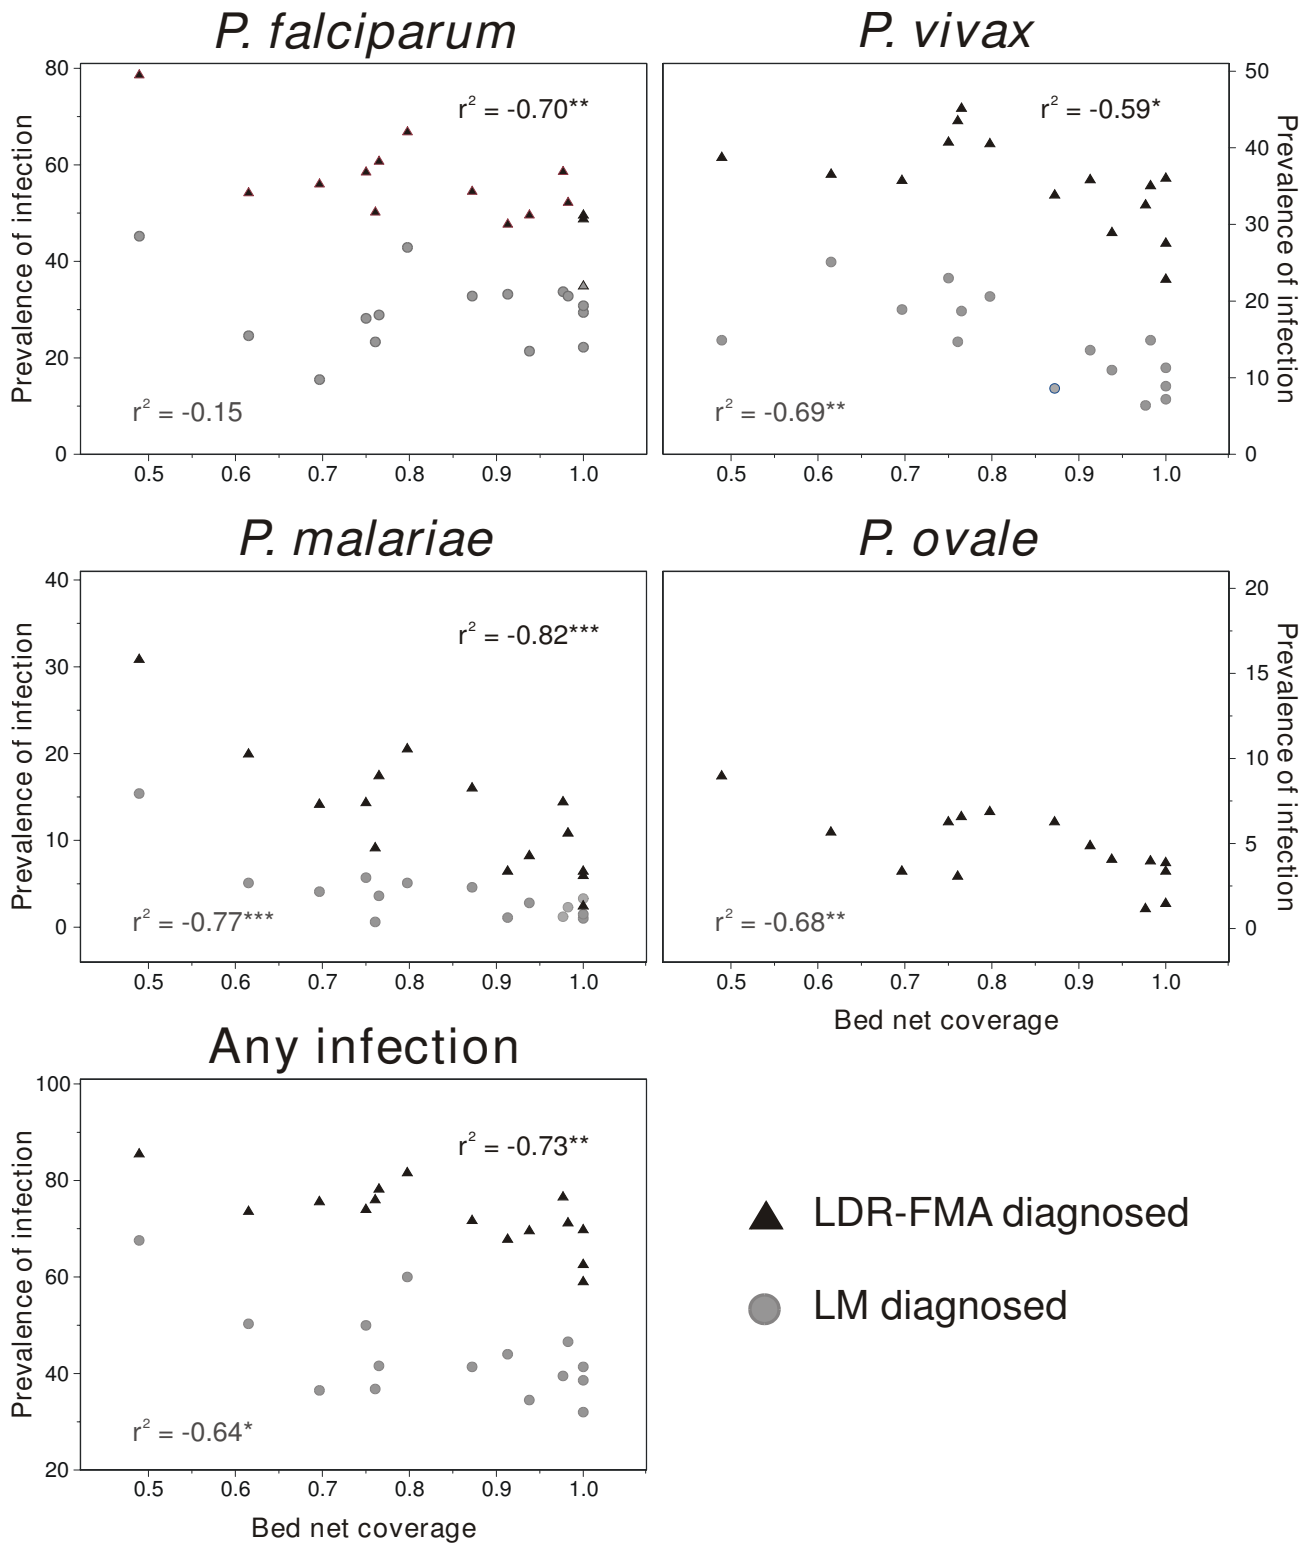 P. falciparum
P. vivax
80
60
40
20
0
Prevalence of infection
r² = -0.70**
r² = -0.15
0.5 0.6 0.7 0.8 0.9 1.0
r² = -0.59*
r² = -0.69**
50
40
30
20
10
0
Prevalence of infection
0.5 0.6 0.7 0.8 0.9 1.0
P. malariae
P. ovale
40
30
20
10
0
Prevalence of infection
r² = -0.82***
r² = -0.77***
0.5 0.6 0.7 0.8 0.9 1.0
r² = -0.68**
20
15
10
5
0
Prevalence of infection
0.5 0.6 0.7 0.8 0.9 1.0
Bed net coverage
Any infection
100
80
60
40
20
Prevalence of infection
r² = -0.73**
r² = -0.64*
0.5 0.6 0.7 0.8 0.9 1.0
Bed net coverage
LDR-FMA diagnosed
LM diagnosed